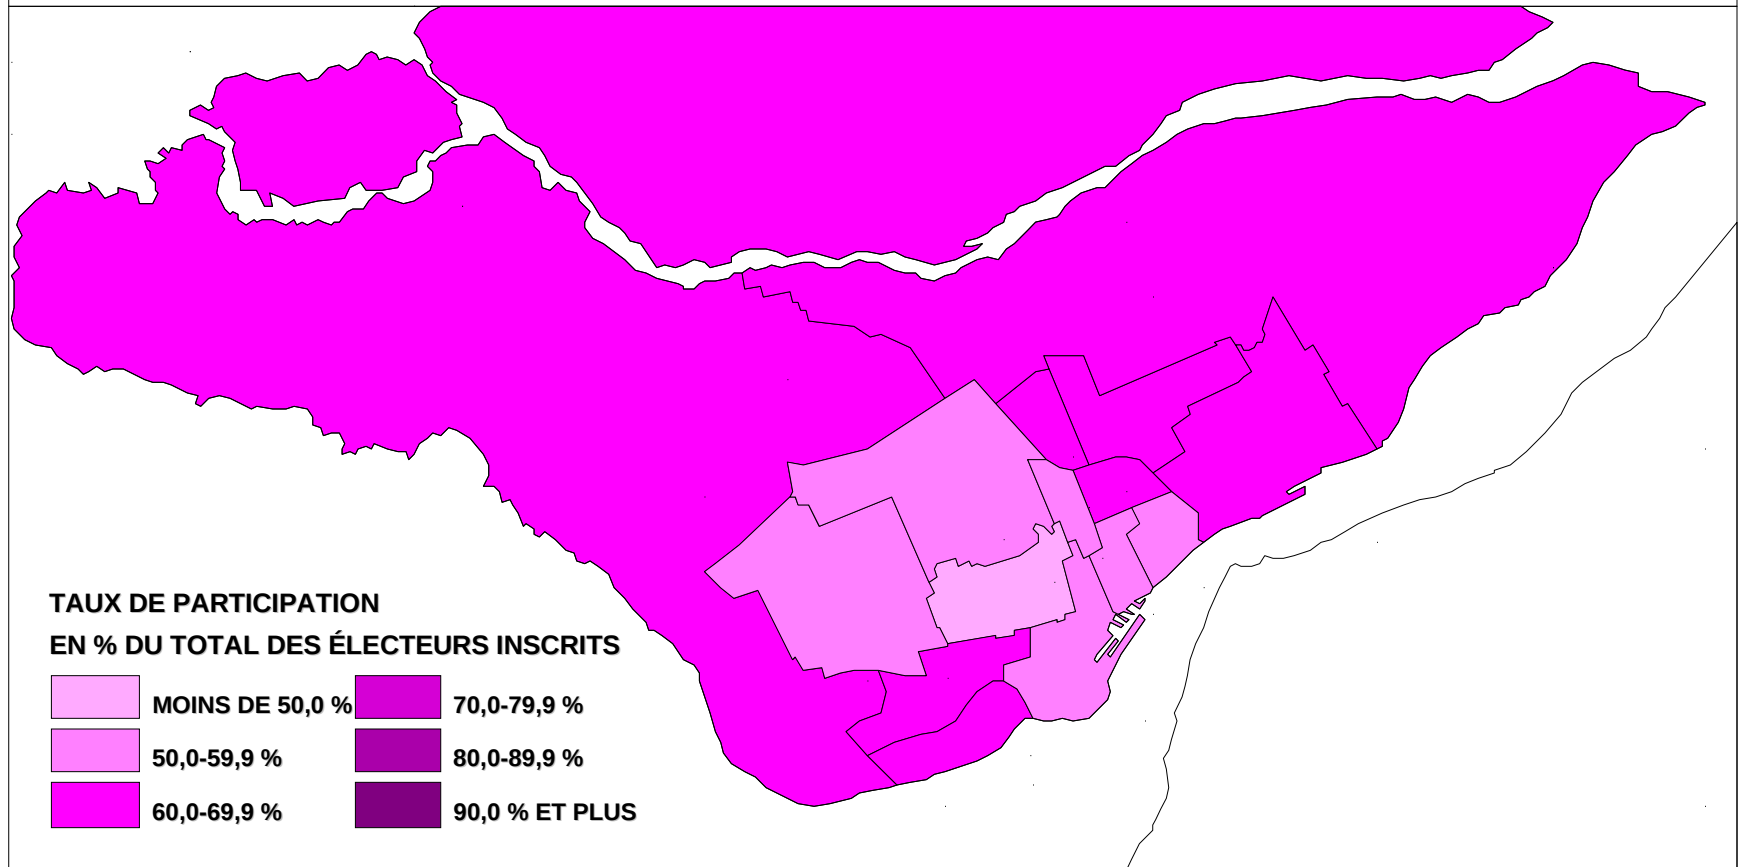 TAUX DE PARTICIPATION
EN % DU TOTAL DES ÉLECTEURS INSCRITS
MOINS DE 50,0 %
50,0-59,9 %
60,0-69,9 %
70,0-79,9 %
80,0-89,9 %
90,0 % ET PLUS